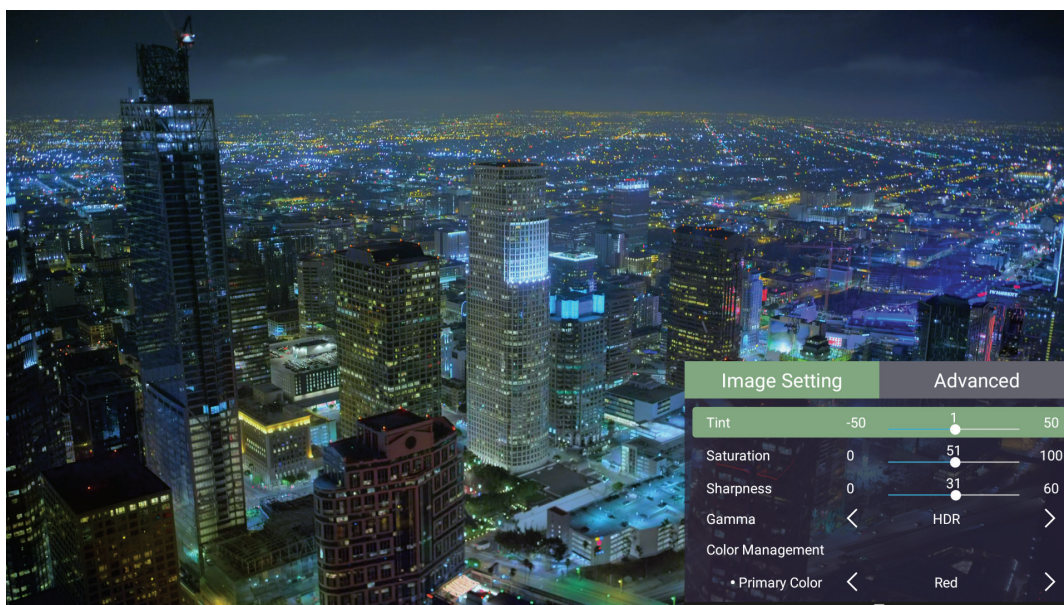 Image Setting Advanced
Tint -50 1 50
Saturation 0 51 100
Sharpness 0 31 60
Gamma < HDR >
Color Management
• Primary Color < Red >